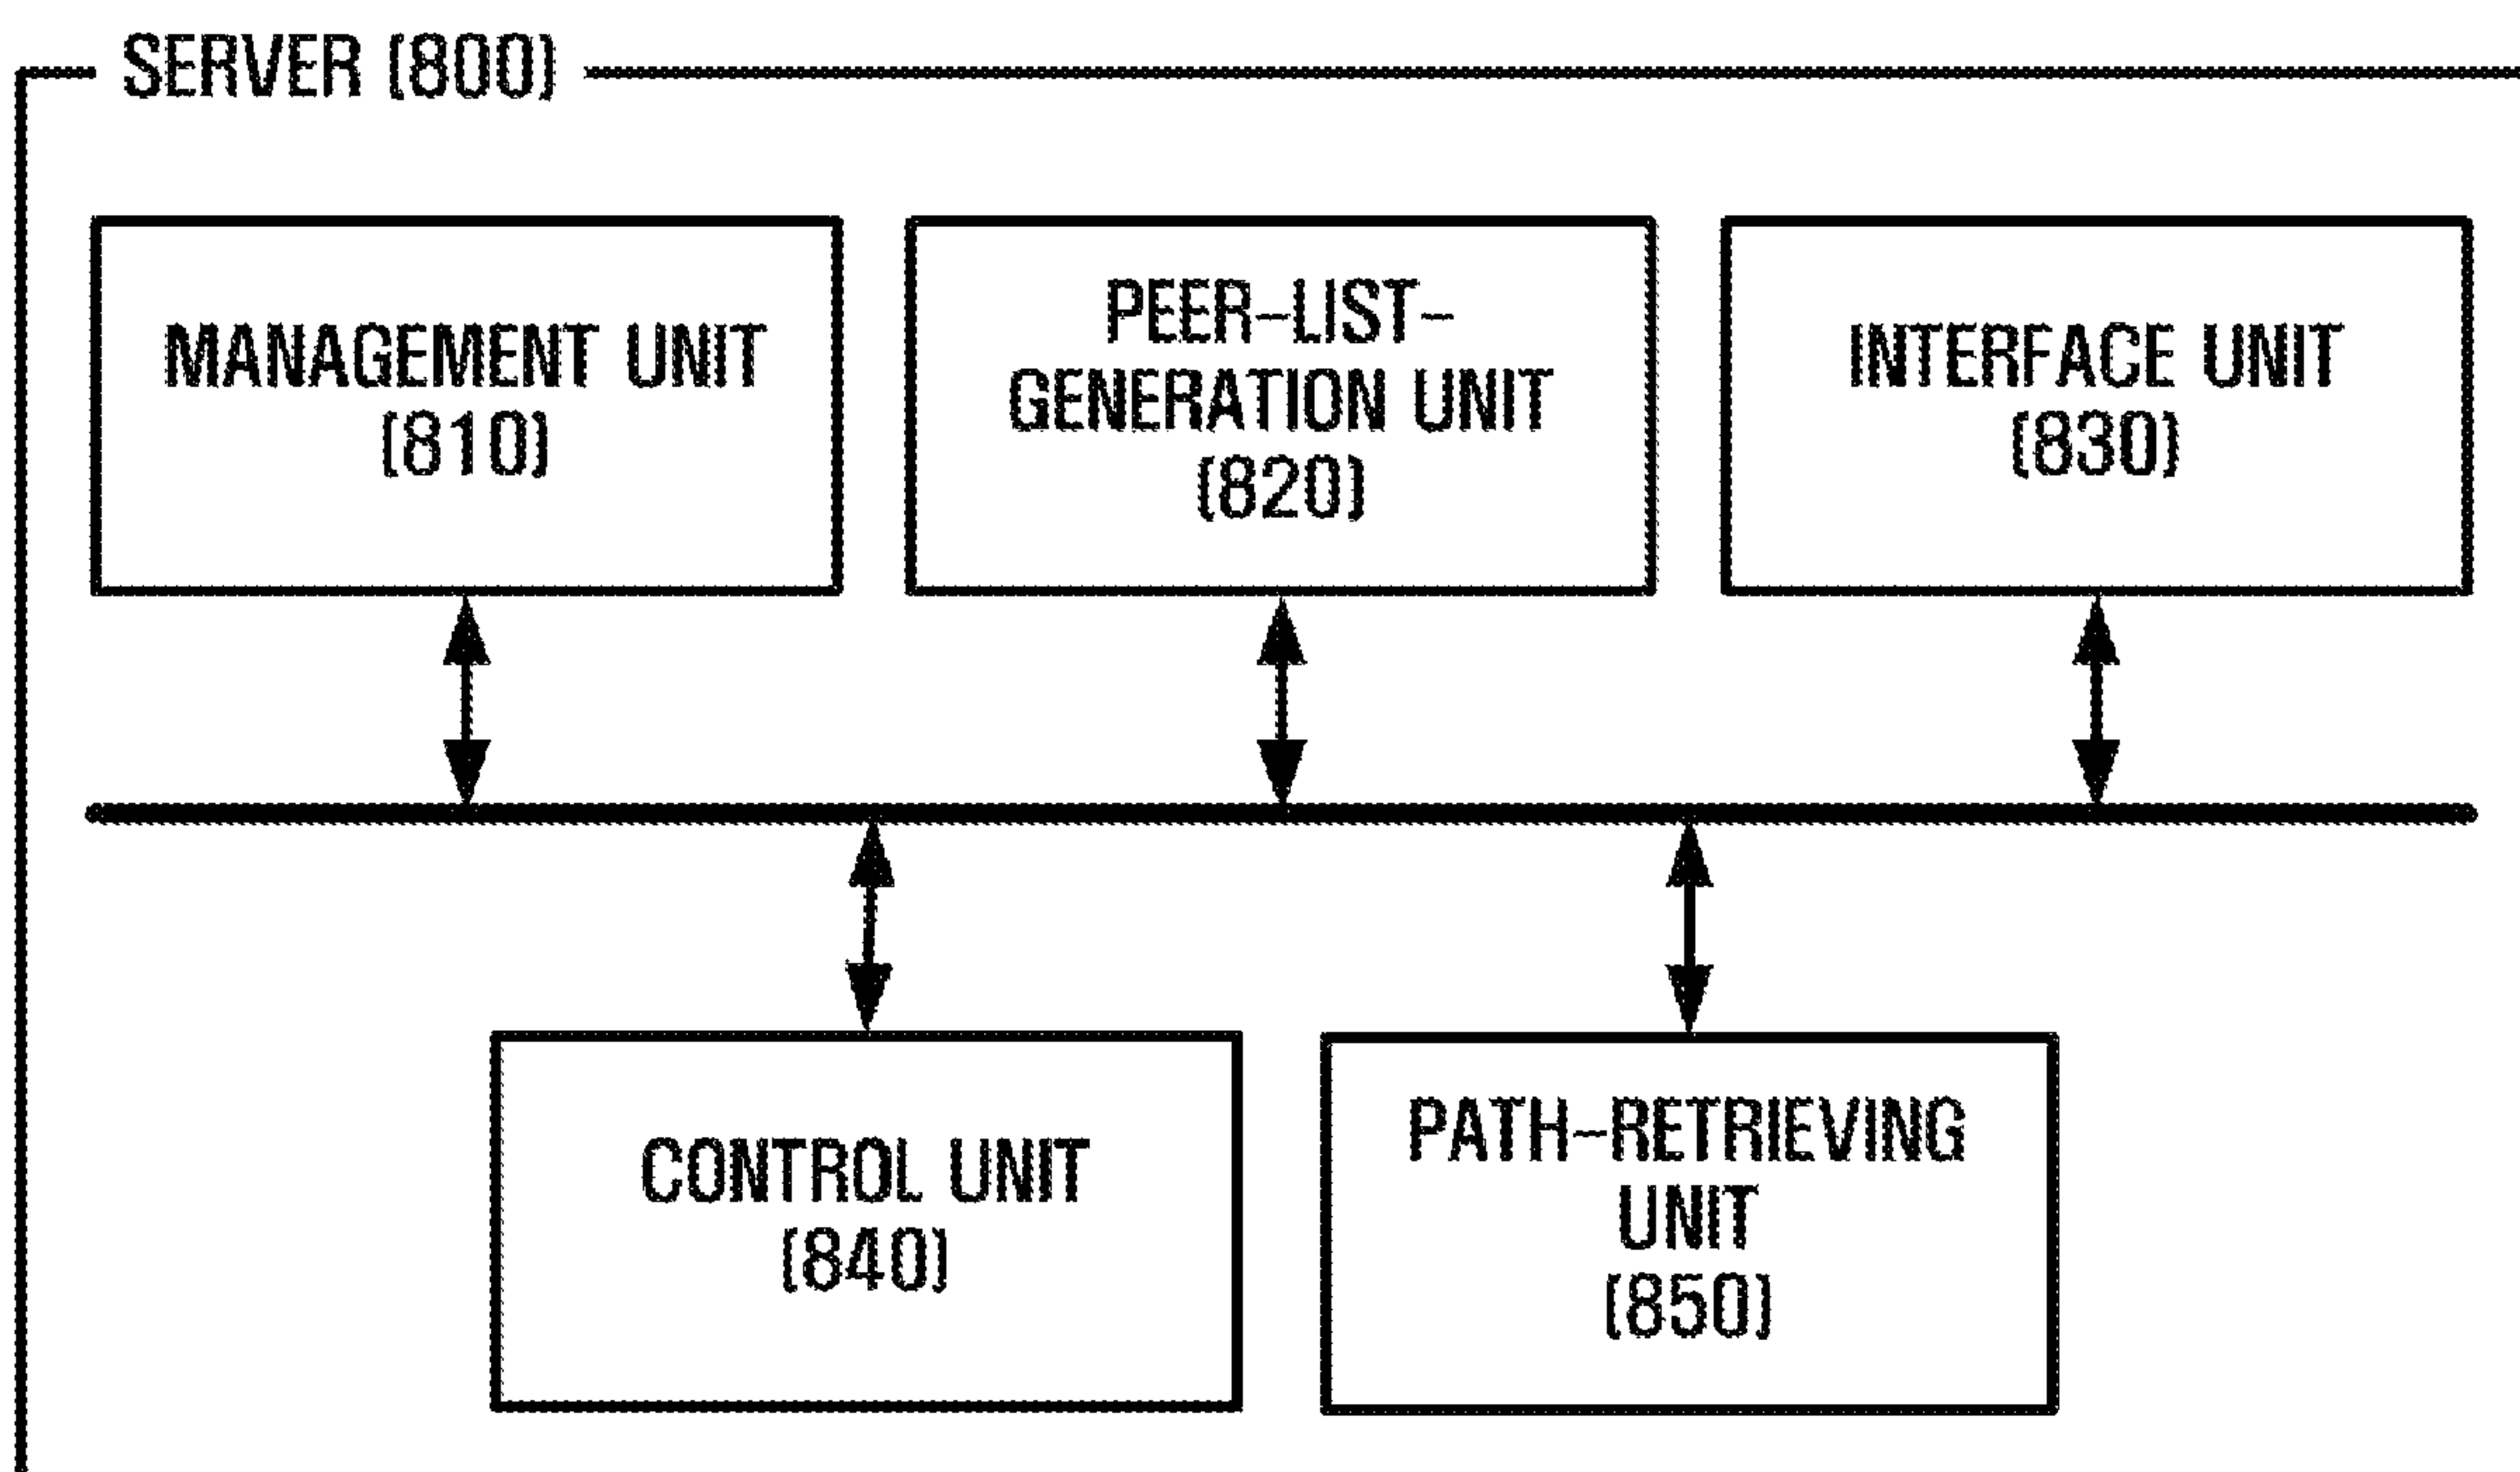 SERVER (800)
MANAGEMENT UNIT
(810)
PEER-LIST-
GENERATION UNIT
(820)
INTERFACE UNIT
(830)
CONTROL UNIT
(840)
PATH-RETRIEVING
UNIT
(850)